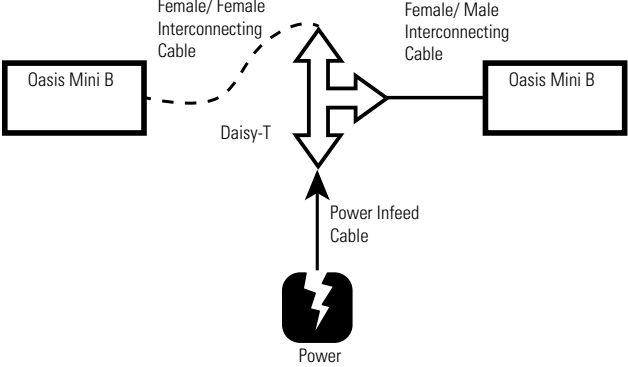 Female/ Female
Interconnecting
Cable
Female/ Male
Interconnecting
Cable
Oasis Mini B
Oasis Mini B
Daisy-T
Power Infeed
Cable
Power